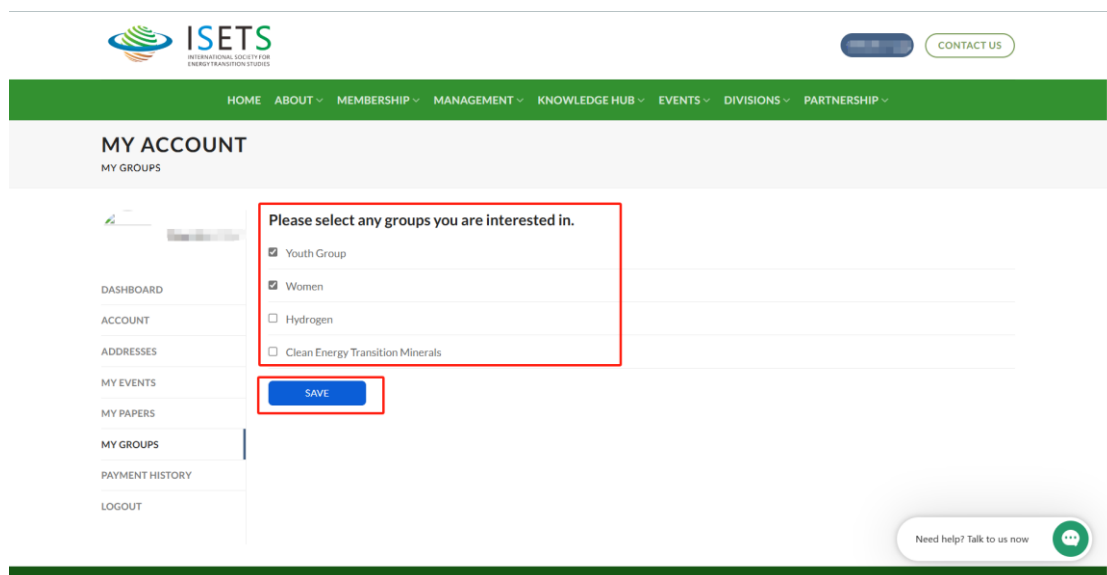 ISETS
INTERNATIONAL SOCIETY FOR
ENERGY TRANSITION STUDIES
CONTACT US
HOME ABOUT MEMBERSHIP MANAGEMENT KNOWLEDGE HUB EVENTS DIVISIONS PARTNERSHIP
MY ACCOUNT
MY GROUPS
Please select any groups you are interested in.
Youth Group
Women
Hydrogen
Clean Energy Transition Minerals
SAVE
DASHBOARD
ACCOUNT
ADDRESSES
MY EVENTS
MY PAPERS
MY GROUPS
PAYMENT HISTORY
LOGOUT
Need help? Talk to us now